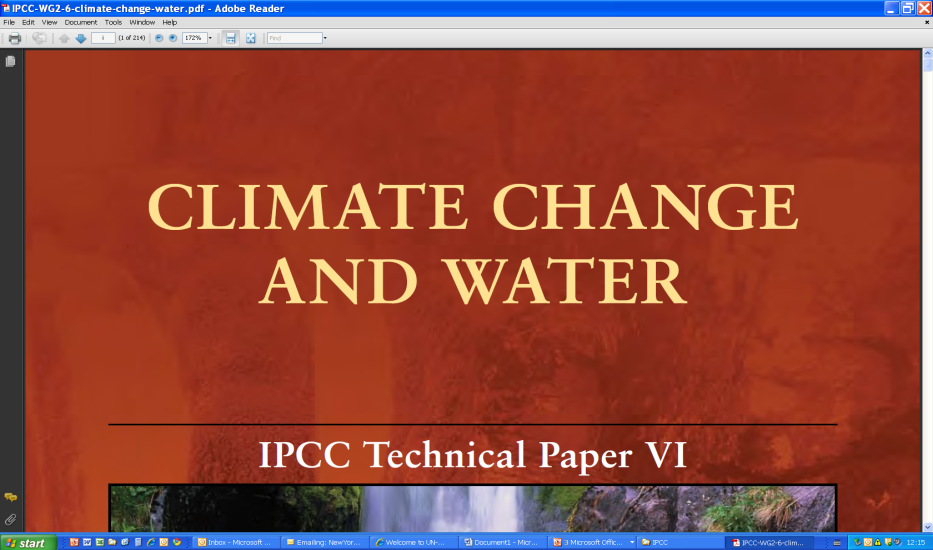 IPCC-WG2-6-climate-change-water.pdf - Adobe Reader
File Edit View Document Tools Window Help
i (1 of 214) 172% Find
CLIMATE CHANGE
AND WATER
IPCC Technical Paper VI
start Inbox - Microsoft ... Emailing: NewYor... Welcome to UN-... Document1 - Micr... 3 Microsoft Offic... IPCC IPCC-WG2-6-clim... 12:15